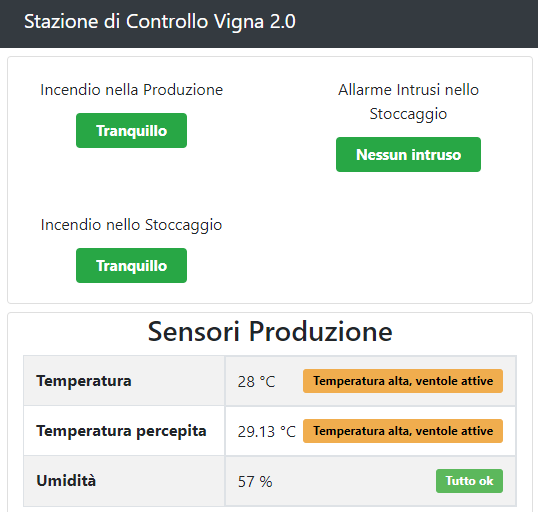 Stazione di Controllo Vigna 2.0
Incendio nella Produzione
Tranquillo
Allarme Intrusi nello
Stoccaggio
Nessun intruso
Incendio nello Stoccaggio
Tranquillo
Sensori Produzione
Temperatura 28 °C Temperatura alta, ventole attive
Temperatura percepita 29.13 °C Temperatura alta, ventole attive
Umidità 57 % Tutto ok